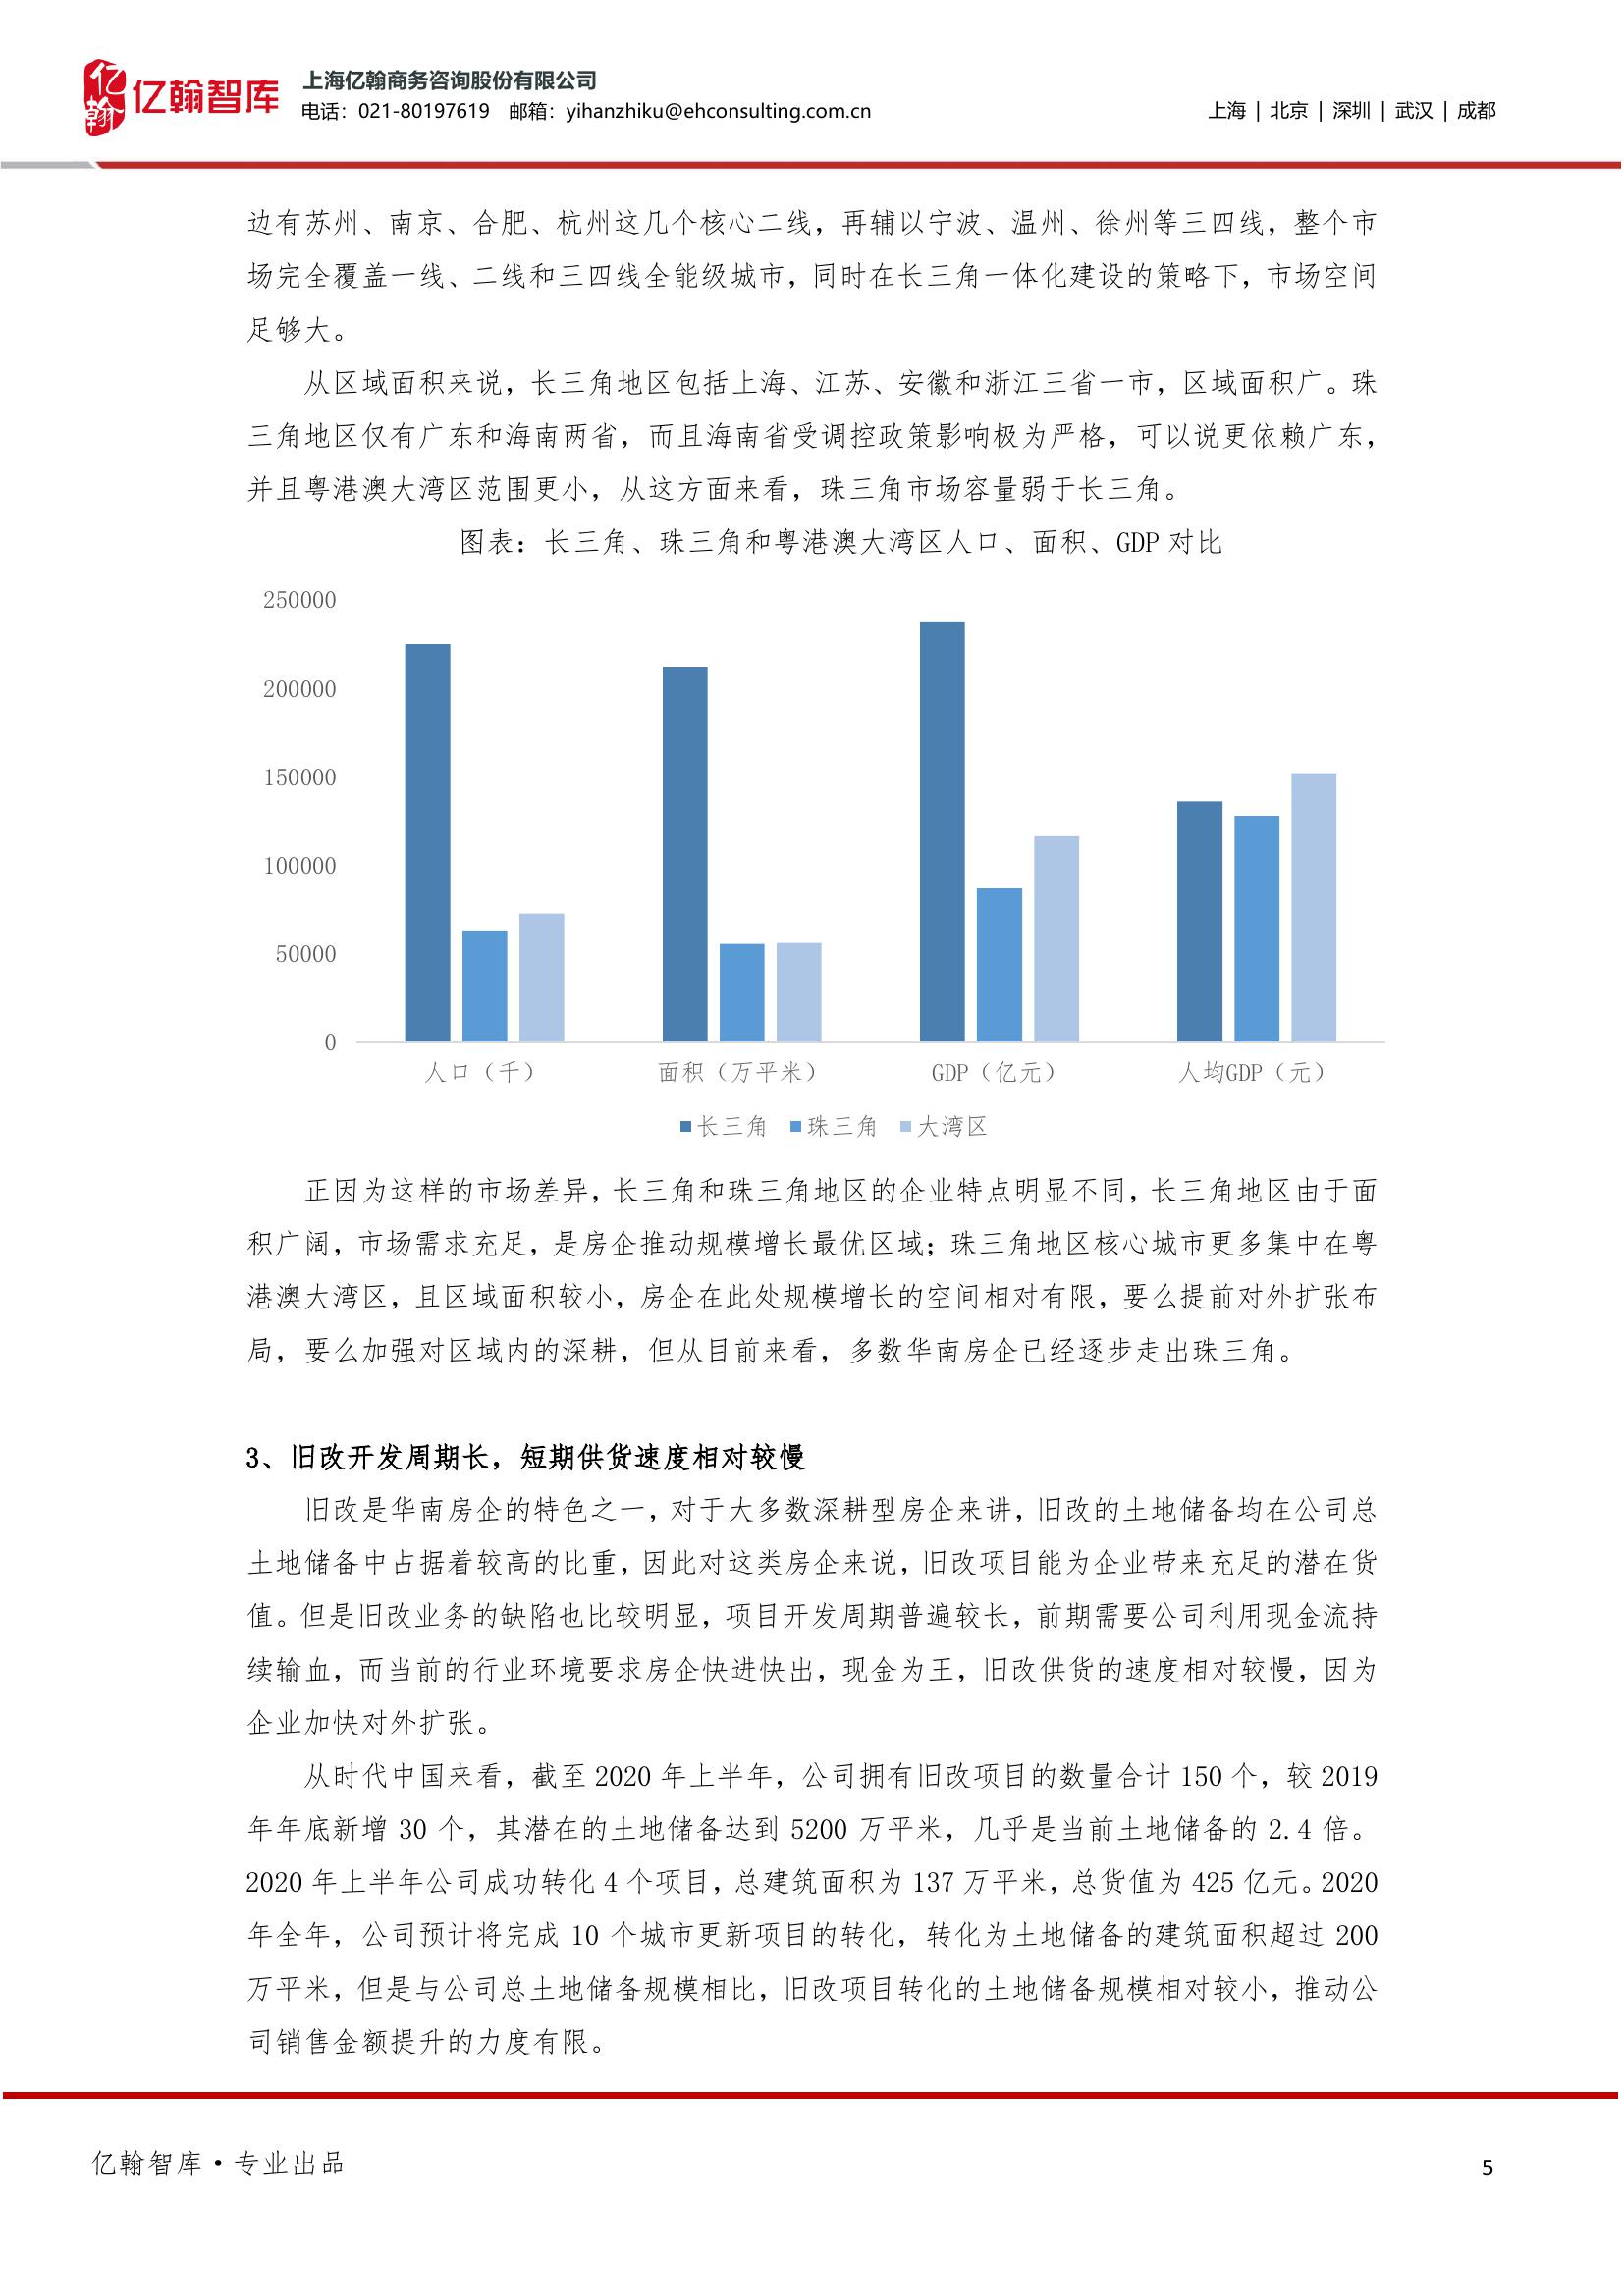 亿翰
亿翰智库
上海亿翰商务咨询股份有限公司
电话：021-80197619 邮箱：yihanzhiku@ehconsulting.com.cn
上海 | 北京 | 深圳 | 武汉 | 成都
边有苏州、南京、合肥、杭州这几个核心二线，再辅以宁波、温州、徐州等三四线，整个市
场完全覆盖一线、二线和三四线全能级城市，同时在长三角一体化建设的策略下，市场空间
足够大。
从区域面积来说，长三角地区包括上海、江苏、安徽和浙江三省一市，区域面积广。珠
三角地区仅有广东和海南两省，而且海南省受调控政策影响极为严格，可以说更依赖广东，
并且粤港澳大湾区范围更小，从这方面来看，珠三角市场容量弱于长三角。
图表：长三角、珠三角和粤港澳大湾区人口、面积、GDP 对比
250000
200000
150000
100000
50000
0
人口（千） 面积（万平米） GDP（亿元） 人均GDP（元）
长三角 珠三角 大湾区
正因为这样的市场差异，长三角和珠三角地区的企业特点明显不同，长三角地区由于面
积广阔，市场需求充足，是房企推动规模增长最优区域；珠三角地区核心城市更多集中在粤
港澳大湾区，且区域面积较小，房企在此处规模增长的空间相对有限，要么提前对外扩张布
局，要么加强对区域内的深耕，但从目前来看，多数华南房企已经逐步走出珠三角。
3、旧改开发周期长，短期供货速度相对较慢
旧改是华南房企的特色之一，对于大多数深耕型房企来讲，旧改的土地储备均在公司总
土地储备中占据着较高的比重，因此对这类房企来说，旧改项目能为企业带来充足的潜在货
值。但是旧改业务的缺陷也比较明显，项目开发周期普遍较长，前期需要公司利用现金流持
续输血，而当前的行业环境要求房企快进快出，现金为王，旧改供货的速度相对较慢，因为
企业加快对外扩张。
从时代中国来看，截至 2020 年上半年，公司拥有旧改项目的数量合计 150 个，较 2019
年年底新增 30 个，其潜在的土地储备达到 5200 万平米，几乎是当前土地储备的 2.4 倍。
2020 年上半年公司成功转化 4 个项目，总建筑面积为 137 万平米，总货值为 425 亿元。2020
年全年，公司预计将完成 10 个城市更新项目的转化，转化为土地储备的建筑面积超过 200
万平米，但是与公司总土地储备规模相比，旧改项目转化的土地储备规模相对较小，推动公
司销售金额提升的力度有限。
亿翰智库·专业出品
5